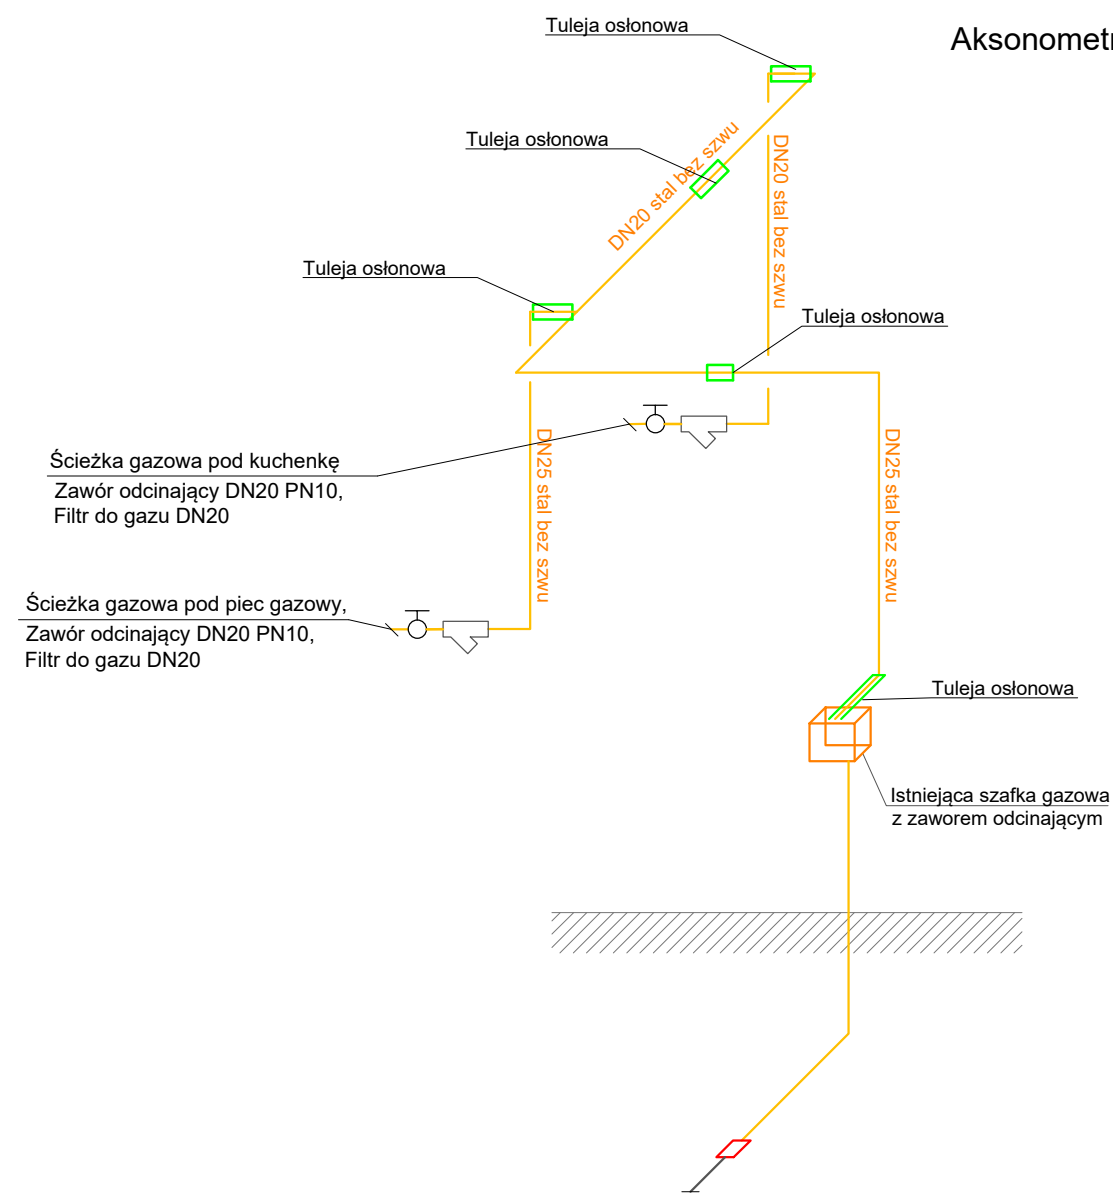 Tuleja osłonowa
Aksonometr
Tuleja osłonowa
DN20 stal bez szwu
DN20 stal bez szwu
Tuleja osłonowa
Tuleja osłonowa
Ścieżka gazowa pod kuchenkę
Zawór odcinający DN20 PN10,
Filtr do gazu DN20
DN25 stal bez szwu
DN25 stal bez szwu
Ścieżka gazowa pod piec gazowy,
Zawór odcinający DN20 PN10,
Filtr do gazu DN20
Tuleja osłonowa
Istniejąca szafka gazowa
z zaworem odcinającym